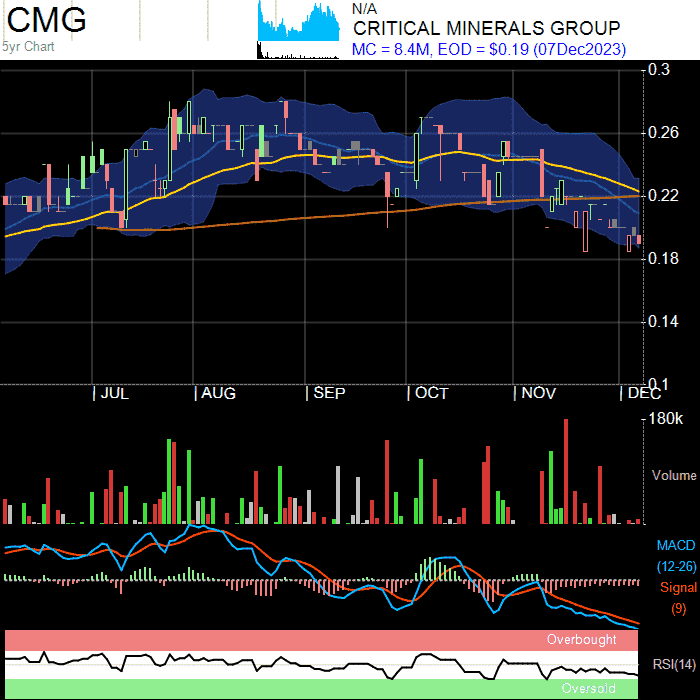 CMG
5yr Chart
N/A
CRITICAL MINERALS GROUP
MC = 8.4M, EOD = $0.19 (07Dec2023)
0.3
0.26
0.22
0.18
0.14
0.1
JUL AUG SEP OCT NOV DEC
180k
Volume
MACD
(12-26)
Signal
(9)
Overbought
RSI(14)
Oversold